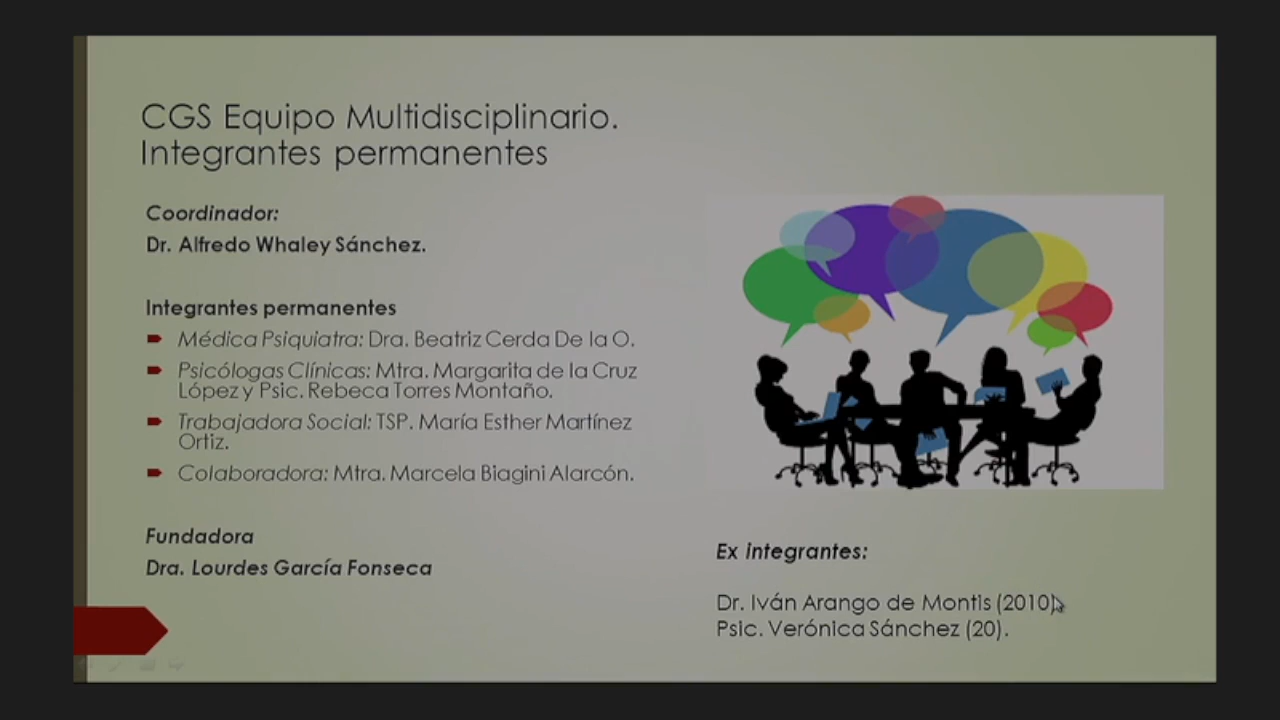 CGS Equipo Multidisciplinario.
Integrantes permanentes
Coordinador:
Dr. Alfredo Whaley Sánchez.
Integrantes permanentes
Médica Psiquiatra: Dra. Beatriz Cerda De la O.
Psicólogas Clínicas: Mtra. Margarita de la Cruz
López y Psic. Rebeca Torres Montaño.
Trabajadora Social: TSP. María Esther Martínez
Ortiz.
Colaboradora: Mtra. Marcela Biagini Alarcón.
Fundadora
Dra. Lourdes García Fonseca
Ex integrantes:
Dr. Iván Arango de Montis (2010)
Psic. Verónica Sánchez (20).